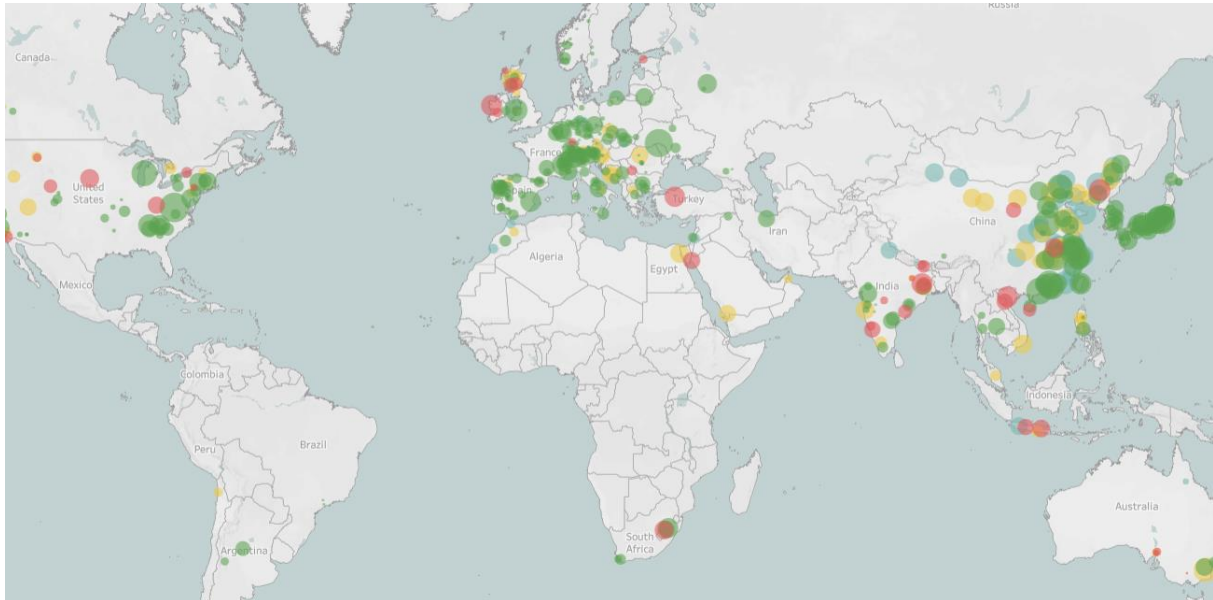 Russia
Canada
United
States
France
Spain
Turkey
China
Iran
Algeria
Egypt
India
México
Colombia
Indonesia
Peru
Brazil
Australia
South
Africa
Argentina